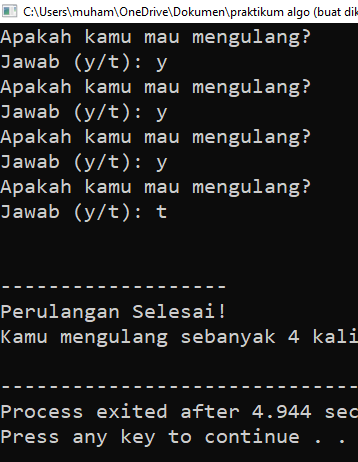 C:\Users\muham\OneDrive\Dokumen\praktikum algo (buat
Apakah kamu mau mengulang?
Jawab (y/t): y
Apakah kamu mau mengulang?
Jawab (y/t): y
Apakah kamu mau mengulang?
Jawab (y/t): y
Apakah kamu mau mengulang?
Jawab (y/t): t
-------------------
Perulangan Selesai!
Kamu mengulang sebanyak 4 kali
------------------------------
Process exited after 4.944 sec
Press any key to continue . .